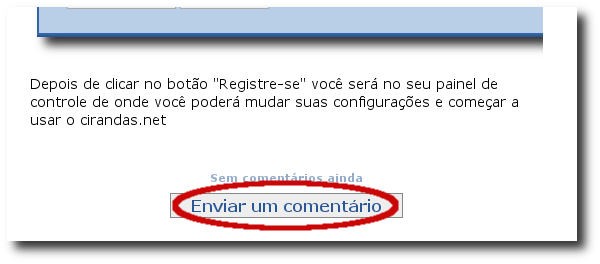 Depois de clicar no botão "Registre-se" você será no seu painel de
controle de onde você poderá mudar suas configurações e começar a
usar o cirandas.net
Sem comentários ainda
Enviar um comentário